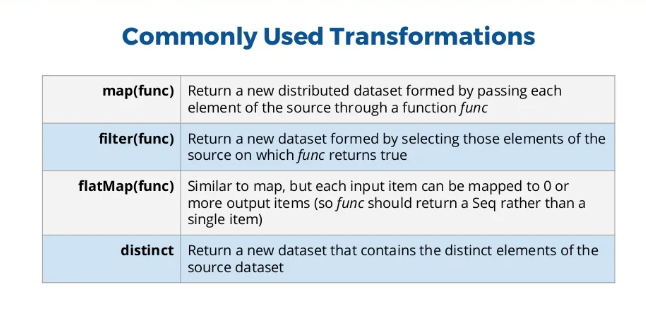 Commonly Used Transformations
map(func)
Return a new distributed dataset formed by passing each
element of the source through a function func
filter(func)
Return a new dataset formed by selecting those elements of the
source on which func returns true
flatMap(func)
Similar to map, but each input item can be mapped to 0 or
more output items (so func should return a Seq rather than a
single item)
distinct
Return a new dataset that contains the distinct elements of the
source dataset